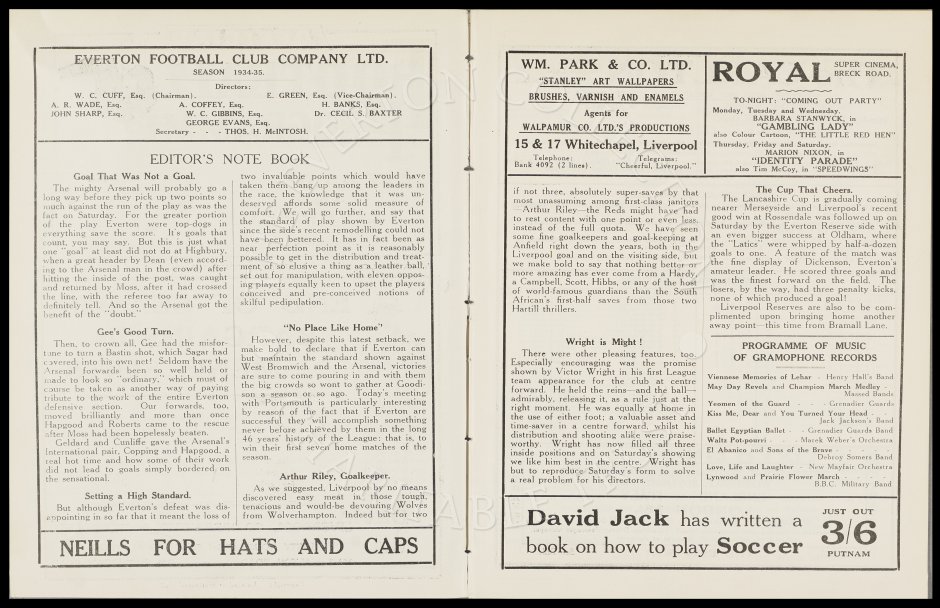 EVERTON FOOTBALL CLUB COMPANY LTD.
SEASON 1934-35.
Directors:
W. C. CUFF, Esq. (Chairman). E. GREEN, Esq. (Vice-Chairman).
A. R. WADE, Esq. A. COFFEY, Esq. H. BANKS, Esq.
JOHN SHARP, Esq. W. C. GIBBINS, Esq. Dr. CECIL S. BAXTER
GEORGE EVANS, Esq.
Secretary - - - THOS. H. McINTOSH.
EDITOR'S NOTE BOOK
Goal That Was Not a Goal.
The mighty Arsenal will probably go a
long way before they pick up two points so
much against the run of the play as was the
fact on Saturday. For the greater portion
of the play Everton were top-dogs in
everything save the score. It's goals that
count, you may say. But this is just what
one "goal" at least did not do at Highbury,
when a great header by Dean (even accord-
ing to the Arsenal man in the crowd) after
hitting the inside of the post, was caught
and returned by Moss, after it had crossed
the line, with the referee too far away to
definitely tell. And so the Arsenal got the
benefit of the "doubt."
Gee's Good Turn.
Then, to crown all, Gee had the misfor-
tune to turn a Bastin shot, which Sagar had
covered, into his own net! Seldom have the
Arsenal forwards been so well held or
made to look so "ordinary," which must of
course be taken as another way of paying
tribute to the work of the entire Everton
defensive section. Our forwards, too,
moved brilliantly and more than once
Hapgood and Roberts came to the rescue
after Moss had been hopelessly beaten.
Geldard and Cunliffe gave the Arsenal's
International pair, Copping and Hapgood, a
real hot time and how some of their work
did not lead to goals simply bordered on
the sensational.
Setting a High Standard.
But although Everton's defeat was dis-
appointing in so far that it meant the loss of
two invaluable points which would have
taken them bang up among the leaders in
the race, the knowledge that it was un-
deserved affords some solid measure of
comfort. We will go further, and say that
the standard of play shown by Everton
since the side's recent remodelling could not
have been bettered. It has in fact been as
near perfection point as it is reasonably
possible to get in the distribution and treat-
ment of so elusive a thing as a leather ball,
set out for manipulation, with eleven oppos-
ing players equally keen to upset the players
conceived and pre-conceived notions of
skilful pedipulation.
"No Place Like Home"
However, despite this latest setback, we
make bold to declare that if Everton can
but maintain the standard shown against
West Bromwich and the Arsenal, victories
are sure to come pouring in and with them
the big crowds so wont to gather at Goodi-
son a season or so ago. Today's meeting
with Portsmouth is particularly interesting
by reason of the fact that if Everton are
successful they will accomplish something
never before achieved by them in the long
46 years' history of the League: that is, to
win their first seven home matches of the
season.
Arthur Riley, Goalkeeper.
As we suggested, Liverpool by no means
discovered easy meat in those tough,
tenacious and would-be devouring Wolves
from Wolverhampton. Indeed but for two
NEILLS FOR HATS AND CAPS
WM. PARK & CO. LTD.
"STANLEY" ART WALLPAPERS
BRUSHES, VARNISH AND ENAMELS
Agents for
WALPAMUR CO. LTD.'S PRODUCTIONS
15 & 17 Whitechapel, Liverpool
Telephone: Telegrams:
Bank 4092 (2 lines). "Cheerful, Liverpool."
ROYAL SUPER CINEMA,
BRECK ROAD.
TO-NIGHT: "COMING OUT PARTY"
Monday, Tuesday and Wednesday.
BARBARA STANWYCK, in
"GAMBLING LADY"
also Colour Cartoon, "THE LITTLE RED HEN"
Thursday, Friday and Saturday.
MARION NIXON, in
"IDENTITY PARADE"
also Tim McCoy, in "SPEEDWINGS"
if not three, absolutely super-saves by that
most unassuming among first-class janitors
—Arthur Riley—the Reds might have had
to rest content with one point or even less,
instead of the full quota. We have seen
some fine goalkeepers and goal-keeping at
Anfield right down the years, both in the
Liverpool goal and on the visiting side, but
we make bold to say that nothing better or
more amazing has ever come from a Hardy,
a Campbell, Scott, Hibbs, or any of the host
of world-famous guardians than the South
African's first-half saves from those two
Hartill thrillers.
Wright is Might !
There were other pleasing features, too.
Especially encouraging was the promise
shown by Victor Wright in his first League
team appearance for the club at centre
forward. He held the reins—and the ball—
admirably, releasing it, as a rule just at the
right moment. He was equally at home in
the use of either foot; a valuable asset and
time-saver in a centre forward, whilst his
distribution and shooting alike were praise-
worthy. Wright has now filled all three
inside positions and on Saturday's showing
we like him best in the centre. Wright has
but to reproduce Saturday's form to solve
a real problem for his directors.
The Cup That Cheers.
The Lancashire Cup is gradually coming
nearer Merseyside and Liverpool's recent
good win at Rossendale was followed up on
Saturday by the Everton Reserve side with
an even bigger success at Oldham, where
the "Latics" were whipped by half-a-dozen
goals to one. A feature of the match was
the fine display of Dickenson, Everton's
amateur leader. He scored three goals and
was the finest forward on the field. The
losers, by the way, had three penalty kicks,
none of which produced a goal!
Liverpool Reserves are also to be com-
plimented upon bringing home another
away point—this time from Bramall Lane.
PROGRAMME OF MUSIC
OF GRAMOPHONE RECORDS
Viennese Memories of Lehar - Henry Hall's Band
May Day Revels and Champion March Medley -
Massed Bands
Yeomen of the Guard - - Grenadier Guards
Kiss Me, Dear and You Turned Your Head - -
Jack Jackson's Band
Ballet Egyptian Ballet - - Grenadier Guards Band
Waltz Pot-pourri - - Marek Weber's Orchestra
El Abanico and Sons of the Brave - - -
Debroy Somers Band
Love, Life and Laughter - New Mayfair Orchestra
Lynwood and Prairie Flower March - - -
B.B.C. Military Band
David Jack has written a
book on how to play Soccer
JUST OUT
3/6
PUTNAM